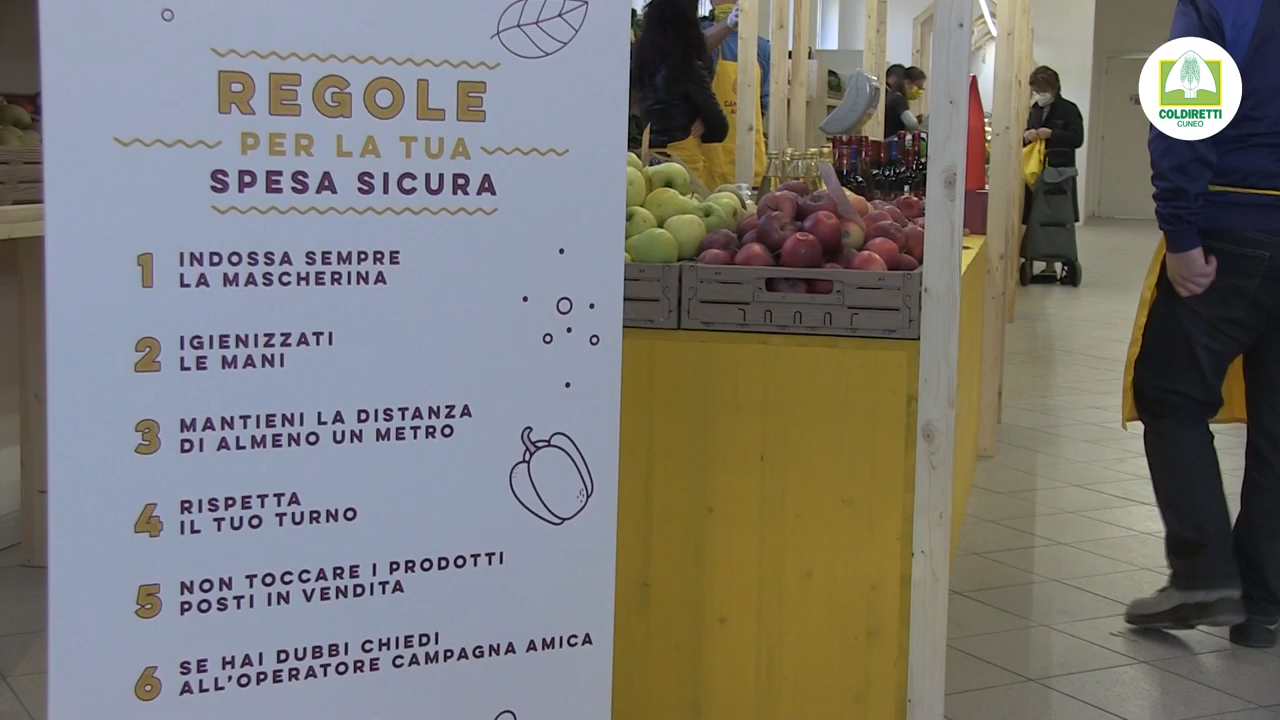 REGOLE
PER LA TUA
SPESA SICURA
1 INDOSSA SEMPRE
LA MASCHERINA
2 IGIENIZZATI
LE MANI
3 MANTIENI LA DISTANZA
DI ALMENO UN METRO
4 RISPETTA
IL TUO TURNO
5 NON TOCCARE I PRODOTTI
POSTI IN VENDITA
6 SE HAI DUBBI CHIEDI
ALL'OPERATORE CAMPAGNA AMICA
COLDIRETTI
CUNEO